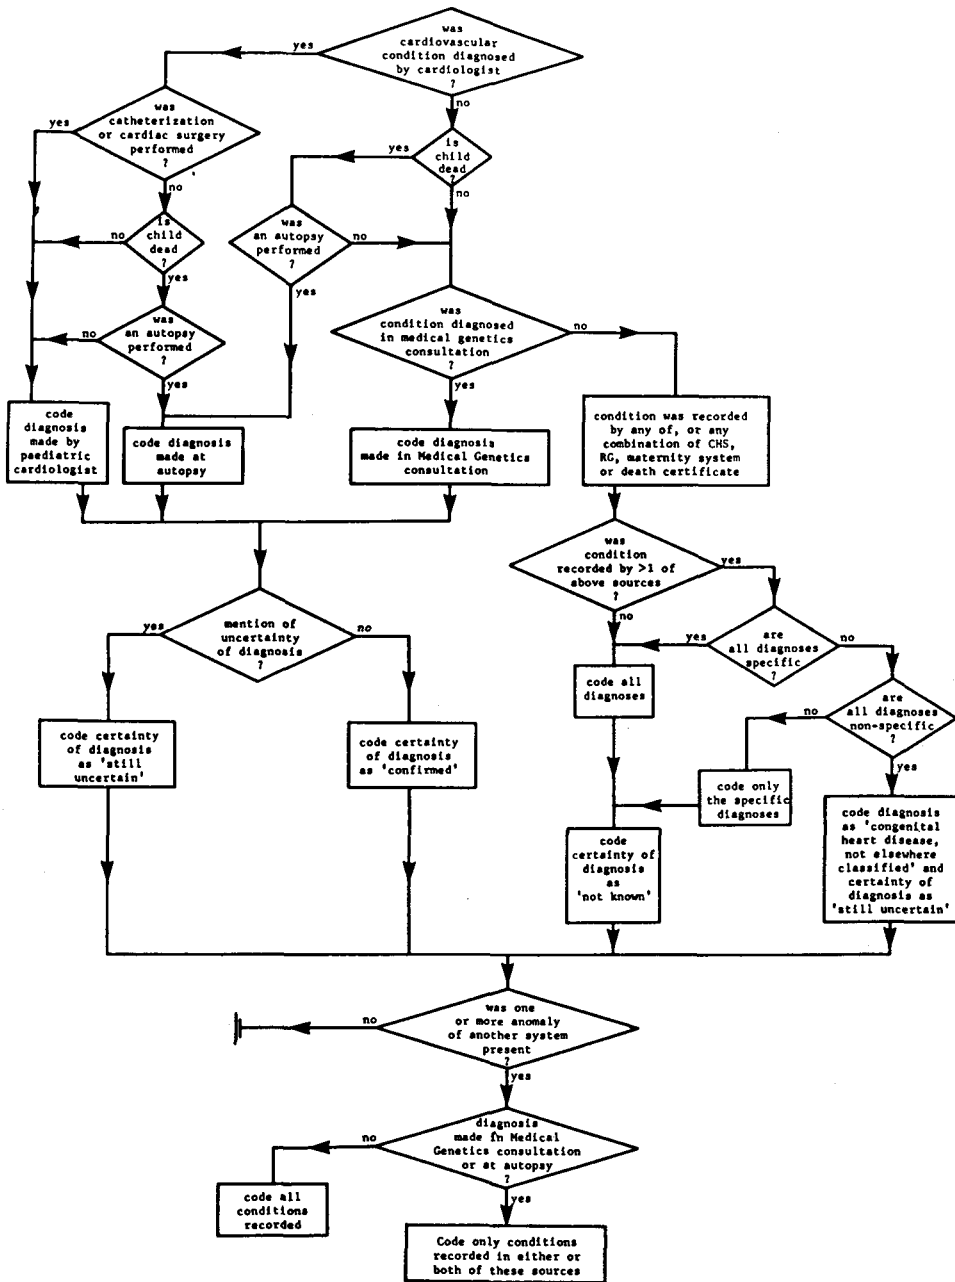 was
cardiovascular
condition diagnosed
by cardiologist
?
yes
no
was
catheterization
or cardiac surgery
performed
?
yes
no
is
child
dead
?
yes
no
is
child
dead
?
no
yes
was
an autopsy
performed
?
no
yes
was
an autopsy
performed
?
no
yes
was
condition diagnosed
in medical genetics
consultation
?
no
yes
code
diagnosis
made by
paediatric
cardiologist
code diagnosis
made at
autopsy
code diagnosis
made in Medical Genetics
consultation
condition was recorded
by any of, or any
combination of CHS,
RG, maternity system
or death certificate
was
condition
recorded by >1 of
above sources
?
yes
no
mention of
uncertainty
of diagnosis
?
yes
no
are
all diagnoses
specific
?
yes
no
code all
diagnoses
are
all diagnoses
non-specific
?
no
yes
code certainty
of diagnosis
as 'still
uncertain'
code certainty
of diagnosis
as 'confirmed'
code only
the specific
diagnoses
code
certainty of
diagnosis
as
'not known'
code diagnosis
as 'congenital
heart disease,
not elsewhere
classified' and
certainty of
diagnosis as
'still uncertain'
was one
or more anomaly
of another system
present
?
no
yes
diagnosis
made in Medical
Genetics consultation
or at autopsy
?
no
yes
code all
conditions
recorded
Code only conditions
recorded in either or
both of these sources